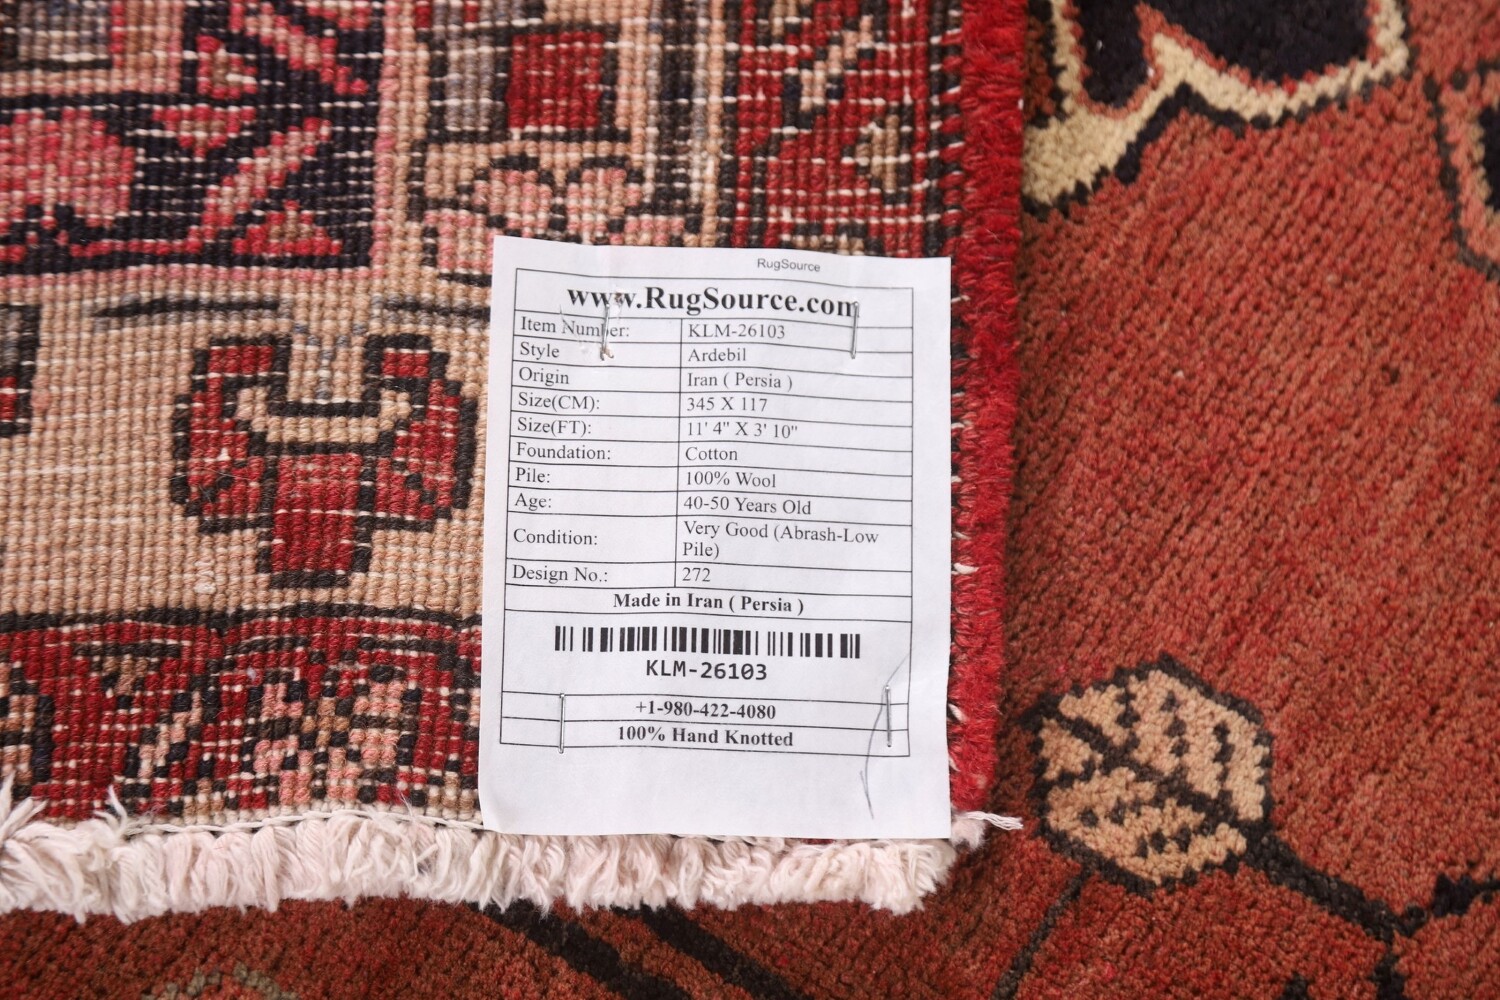 RugSource
www.RugSource.com
Item Number: KLM-26103
Style Ardebil
Origin Iran ( Persia )
Size(CM): 345 X 117
Size(FT): 11' 4" X 3' 10"
Foundation: Cotton
Pile: 100% Wool
Age: 40-50 Years Old
Condition: Very Good (Abrash-Low
Pile)
Design No.: 272
Made in Iran ( Persia )
KLM-26103
+1-980-422-4080
100% Hand Knotted